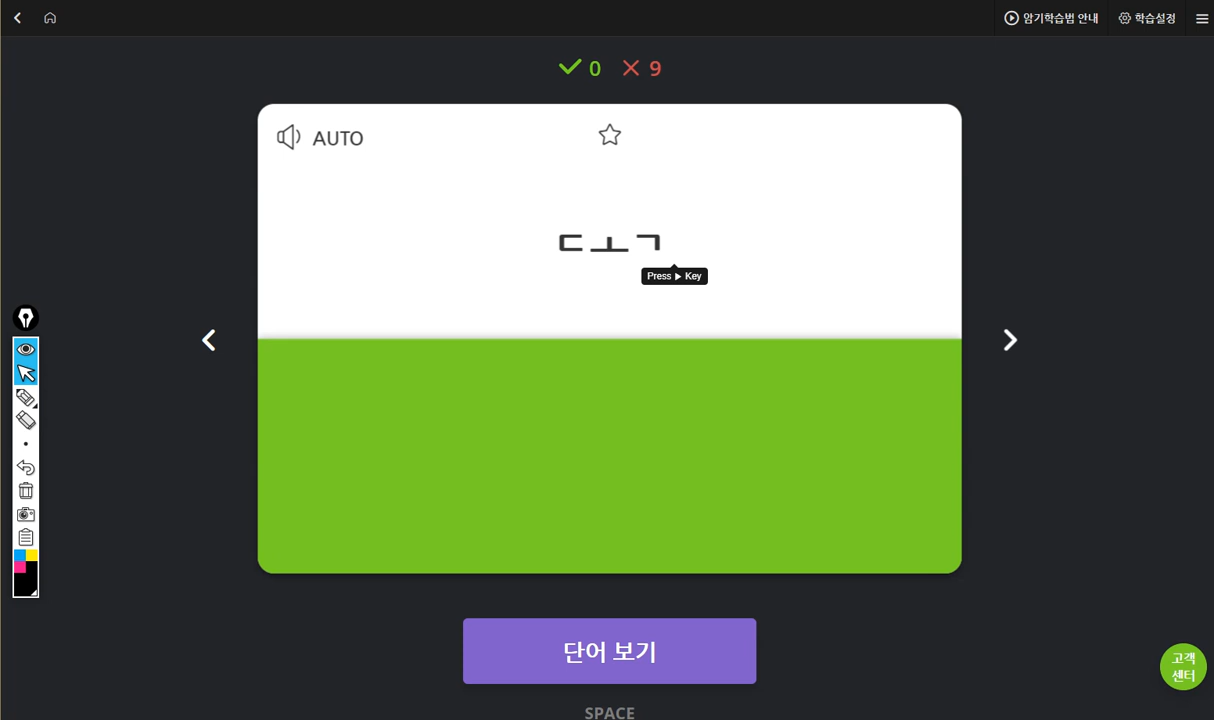 암기학습법 안내
학습설정
0
9
AUTO
ㄷㅗㄱ
Press ▶ Key
단어 보기
SPACE
고객
센터